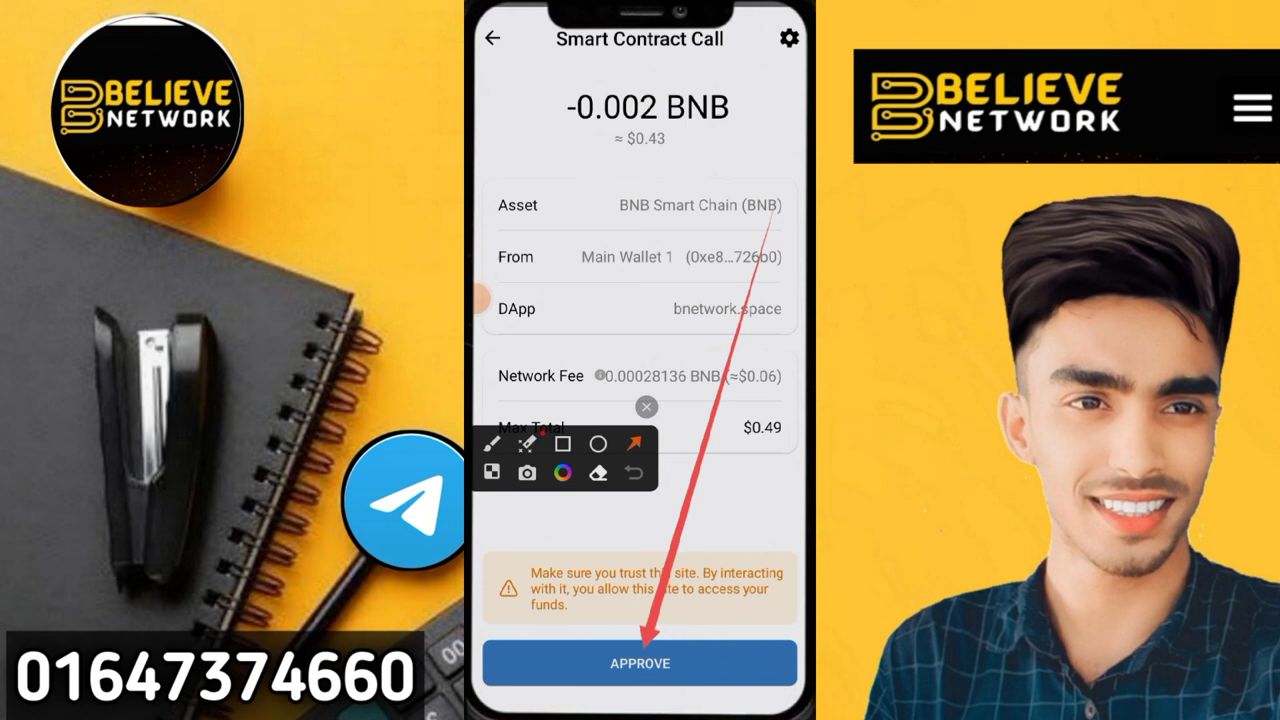 BELIEVE
NETWORK
01647374660
Smart Contract Call
-0.002 BNB
≈ $0.43
Asset BNB Smart Chain (BNB)
From Main Wallet 1 (0xe8...726b0)
DApp bnetwork.space
Network Fee 0.00028136 BNB (≈$0.06)
Max Total $0.49
Make sure you trust this site. By interacting
with it, you allow this site to access your
funds.
APPROVE
BELIEVE
NETWORK